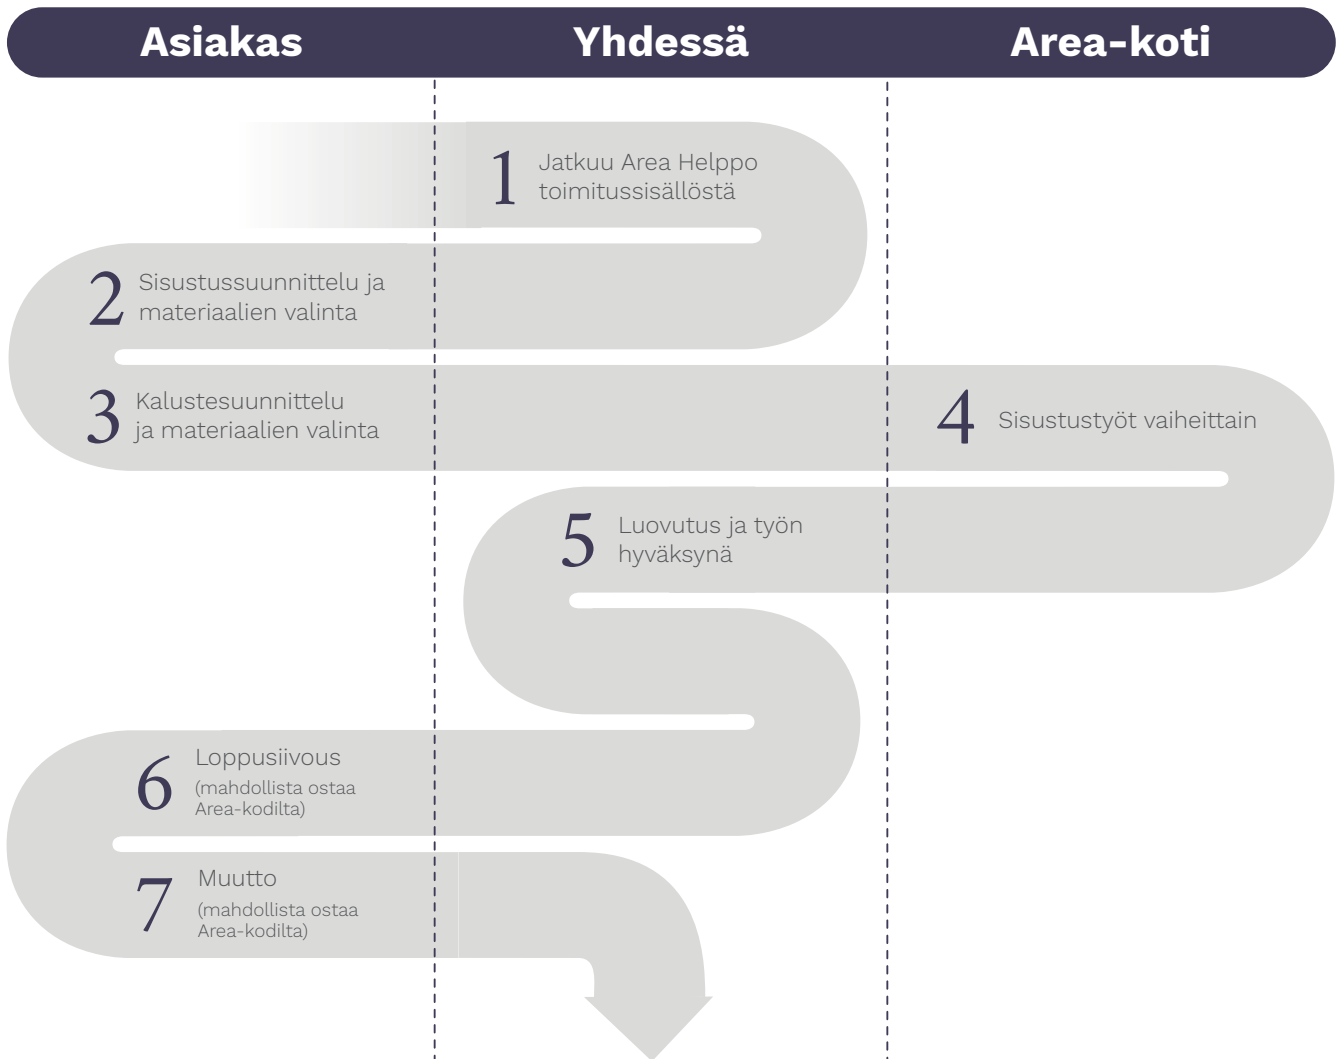 Asiakas
Yhdessä
Area-koti
1
Jatkuu Area Helppo
toimitussisällöstä
2
Sisustussuunnittelu ja
materiaalien valinta
3
Kalustesuunnittelu
ja materiaalien valinta
4
Sisustustyöt vaiheittain
5
Luovutus ja työn
hyväksynä
6
Loppusiivous
(mahdollista ostaa
Area-kodilta)
7
Muutto
(mahdollista ostaa
Area-kodilta)